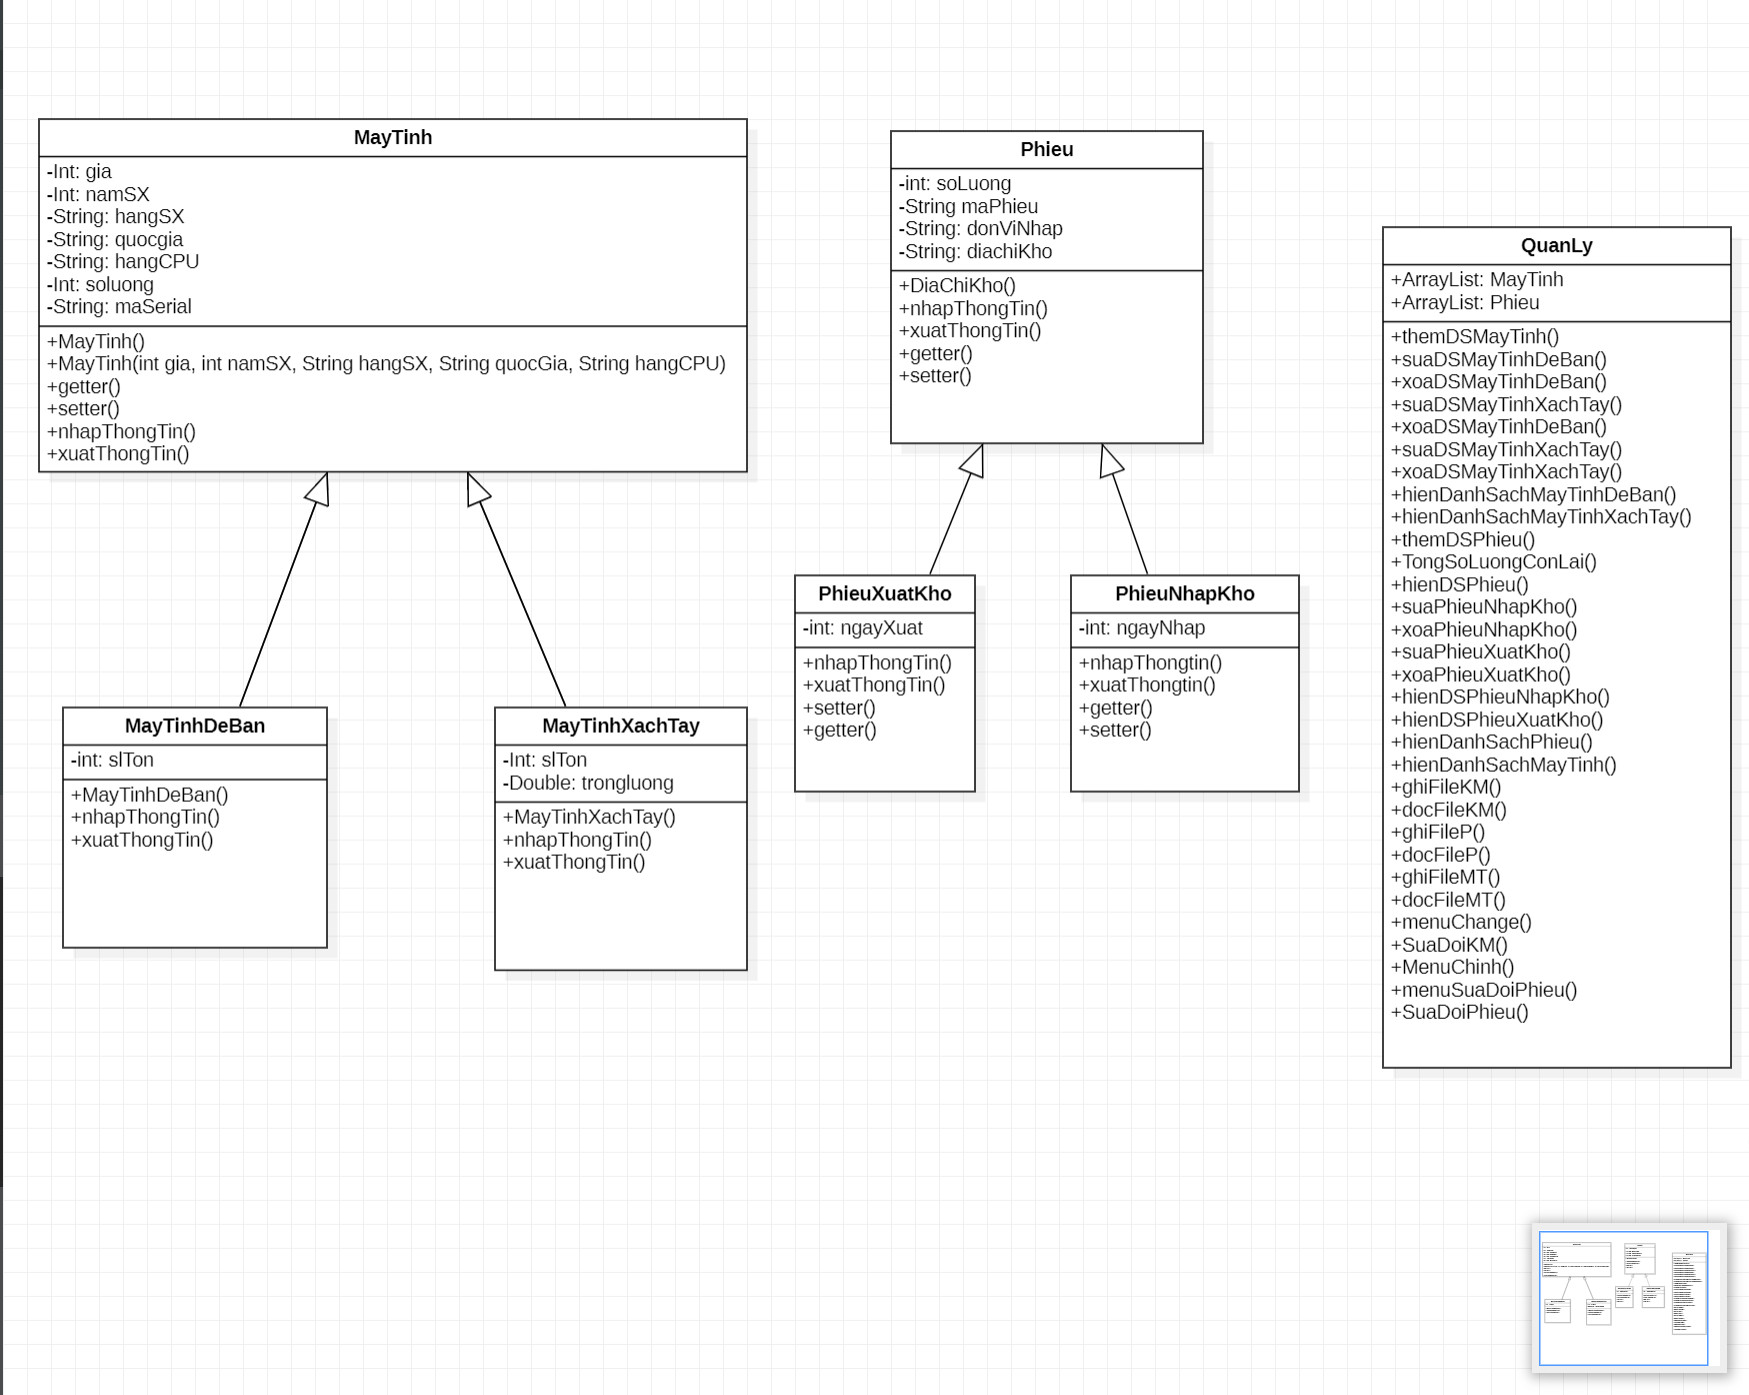 MayTinh
-Int: gia
-Int: namSX
-String: hangSX
-String: quocgia
-String: hangCPU
-Int: soluong
-String: maSerial
+MayTinh()
+MayTinh(int gia, int namSX, String hangSX, String quocGia, String hangCPU)
+getter()
+setter()
+nhapThongTin()
+xuatThongTin()
MayTinhDeBan
-int: slTon
+MayTinhDeBan()
+nhapThongTin()
+xuatThongTin()
MayTinhXachTay
-Int: slTon
-Double: trongluong
+MayTinhXachTay()
+nhapThongTin()
+xuatThongTin()
Phieu
-int: soLuong
-String maPhieu
-String: donViNhap
-String: diachiKho
+DiaChiKho()
+nhapThongTin()
+xuatThongTin()
+getter()
+setter()
PhieuXuatKho
-int: ngayXuat
+nhapThongTin()
+xuatThongTin()
+setter()
+getter()
PhieuNhapKho
-int: ngayNhap
+nhapThongtin()
+xuatThongtin()
+getter()
+setter()
QuanLy
+ArrayList: MayTinh
+ArrayList: Phieu
+themDSMayTinh()
+suaDSMayTinhDeBan()
+xoaDSMayTinhDeBan()
+suaDSMayTinhXachTay()
+xoaDSMayTinhDeBan()
+suaDSMayTinhXachTay()
+xoaDSMayTinhXachTay()
+hienDanhSachMayTinhDeBan()
+hienDanhSachMayTinhXachTay()
+themDSPhieu()
+TongSoLuongConLai()
+hienDSPhieu()
+suaPhieuNhapKho()
+xoaPhieuNhapKho()
+suaPhieuXuatKho()
+xoaPhieuXuatKho()
+hienDSPhieuNhapKho()
+hienDSPhieuXuatKho()
+hienDanhSachPhieu()
+hienDanhSachMayTinh()
+ghiFileKM()
+docFileKM()
+ghiFileP()
+docFileP()
+ghiFileMT()
+docFileMT()
+menuChange()
+SuaDoiKM()
+MenuChinh()
+menuSuaDoiPhieu()
+SuaDoiPhieu()